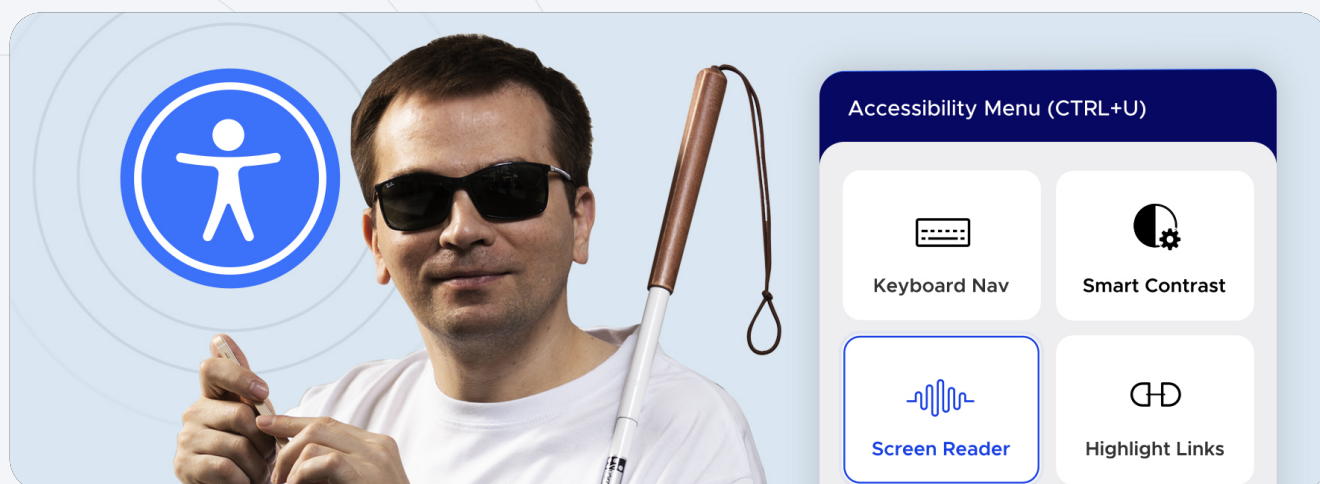 Accessibility Menu (CTRL+U)
Keyboard Nav
Smart Contrast
Screen Reader
Highlight Links